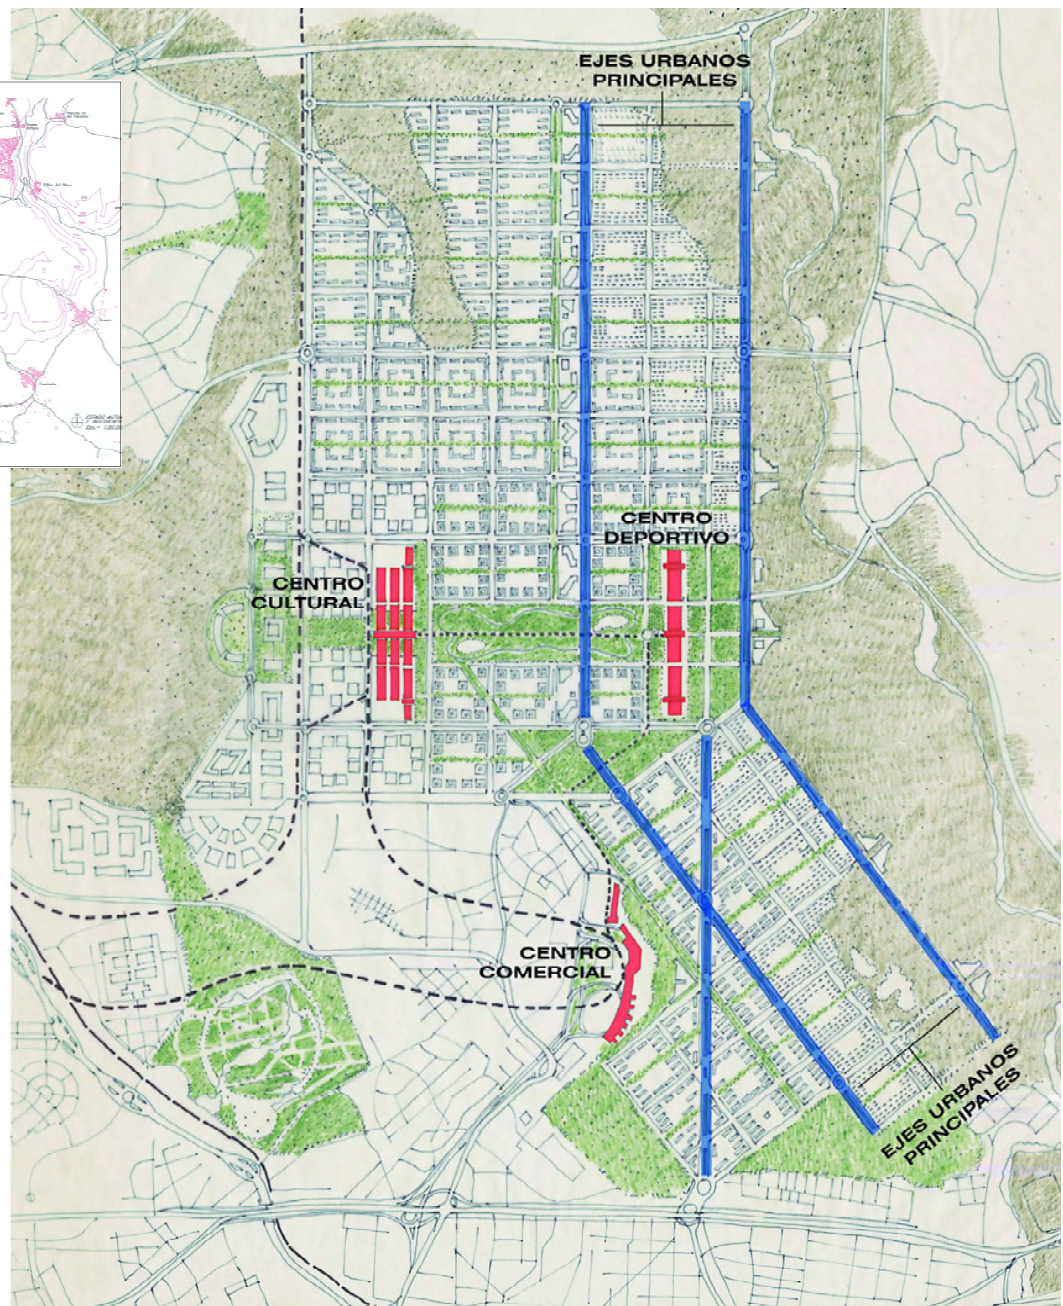 EJES URBANOS
PRINCIPALES
CENTRO
DEPORTIVO
CENTRO
CULTURAL
CENTRO
COMERCIAL
EJES URBANOS
PRINCIPALES